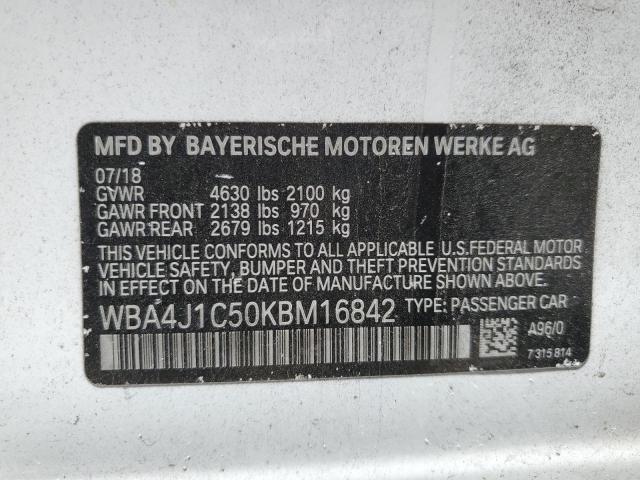 MFD BY BAYERISCHE MOTOREN WERKE AG
07/18
GVWR 4630 lbs 2100 kg
GAWR FRONT 2138 lbs 970 kg
GAWR REAR 2679 lbs 1215 kg
THIS VEHICLE CONFORMS TO ALL APPLICABLE U.S.FEDERAL MOTOR
VEHICLE SAFETY, BUMPER AND THEFT PREVENTION STANDARDS
IN EFFECT ON THE DATE OF MANUFACTURE SHOWN ABOVE.
WBA4J1C50KBM16842 TYPE: PASSENGER CAR
A96/0
7 315 814